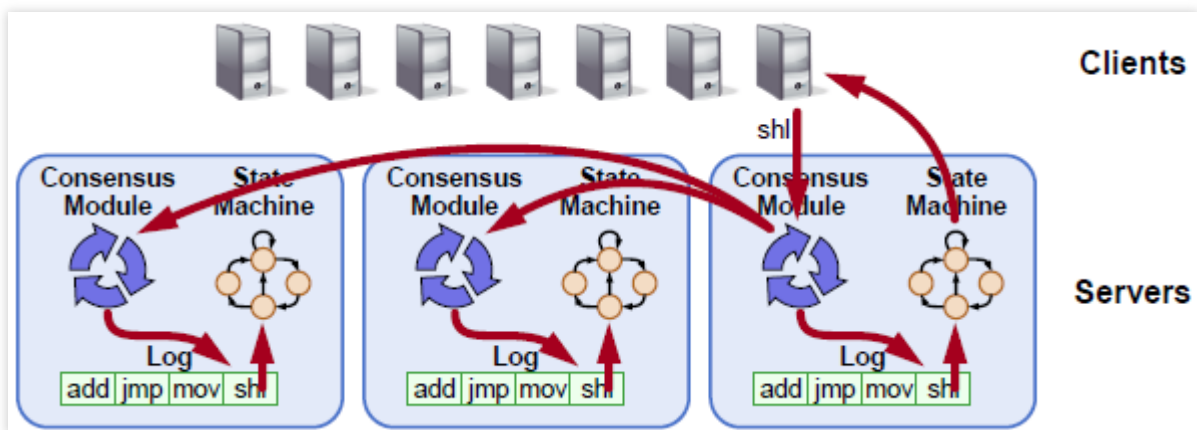 Clients
shl
Consensus Module
State Machine
Log
add jmp mov shl
Consensus Module
State Machine
Log
add jmp mov shl
Consensus Module
State Machine
Log
add jmp mov shl
Servers